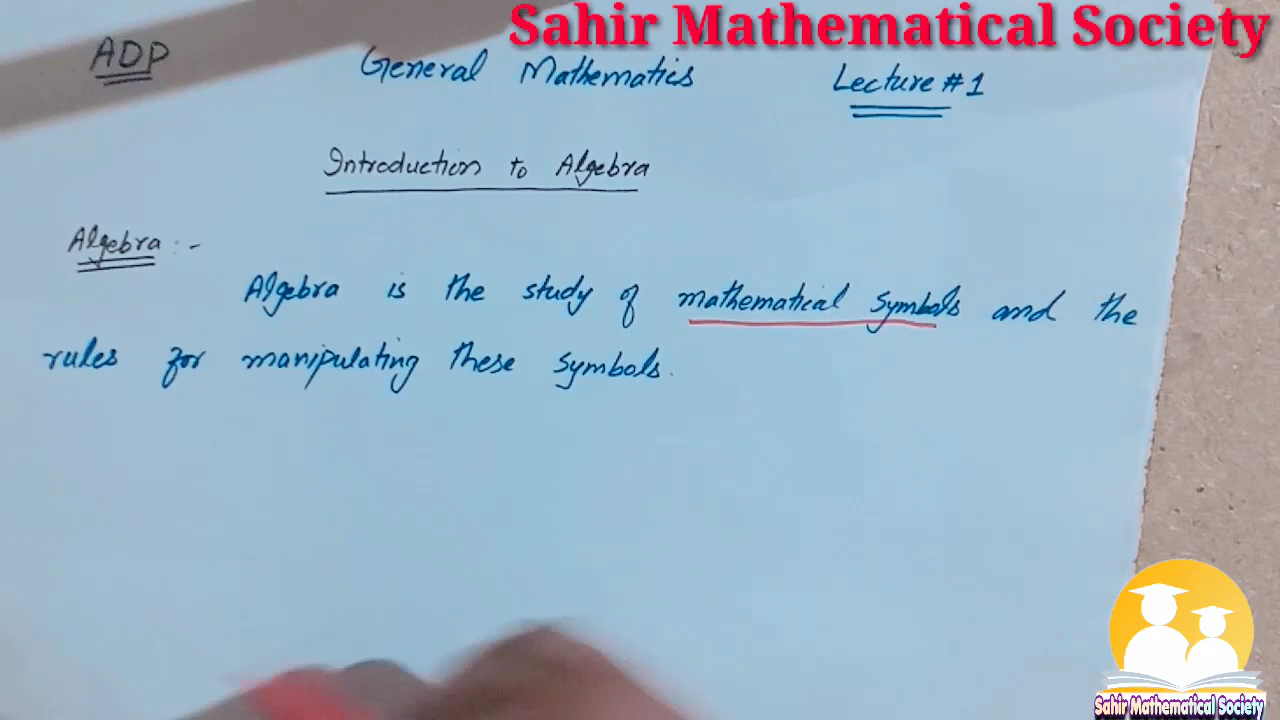 Sahir Mathematical Society
ADP General Mathematics Lecture # 1
Introduction to Algebra
Algebra :-
Algebra is the study of mathematical symbols and the
rules for manipulating these symbols.
Sahir Mathematical Society